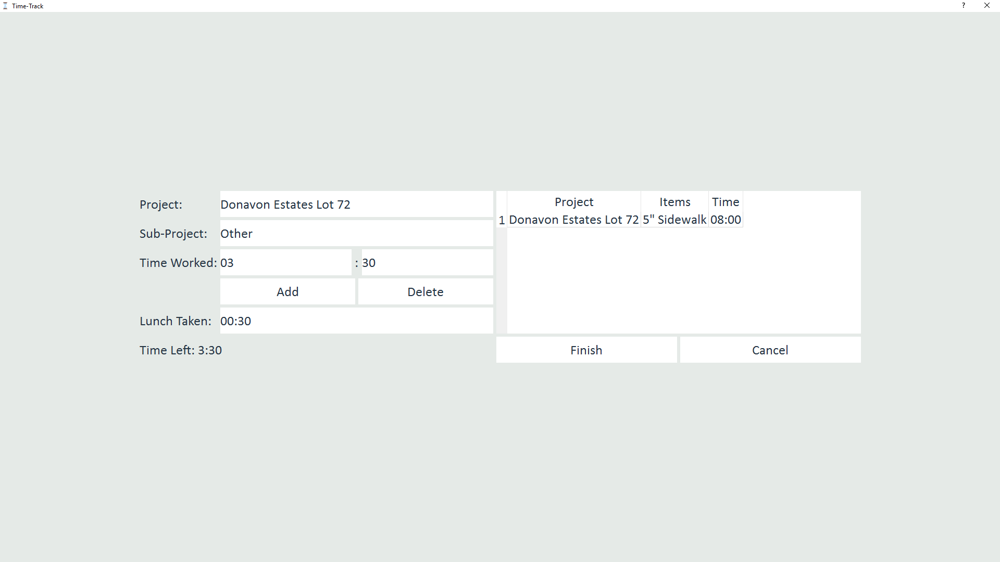 Time-Track
?
Project: Donavon Estates Lot 72
Sub-Project: Other
Time Worked: 03 : 30
Add Delete
Lunch Taken: 00:30
Time Left: 3:30
Project Items Time
1 Donavon Estates Lot 72 5" Sidewalk 08:00
Finish Cancel